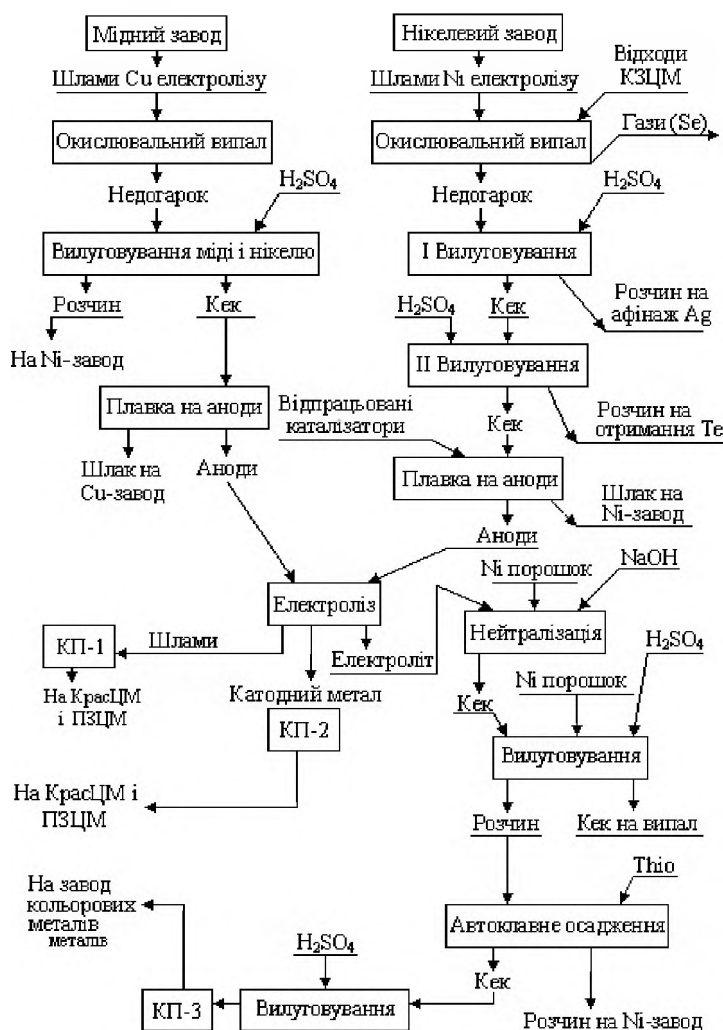 Мідний завод
Нікелевий завод
Шлами Cu електролізу
Шлами Ni електролізу
Відходи
КЗЦМ
Окислювальний випал
Окислювальний випал
Гази (Se)
Недогарок
H₂SO₄
Недогарок
H₂SO₄
Вилуговування міді і нікелю
I Вилуговування
Розчин
Кек
H₂SO₄
Кек
Розчин на
афінаж Ag
На Ni-завод
II Вилуговування
Плавка на аноди
Відпрацьовані
каталізатори
Кек
Розчин на
отримання Te
Шлак на
Cu-завод
Аноди
Плавка на аноди
Шлак на
Ni-завод
Аноди
Ni порошок
NaOH
Електроліз
Нейтралізація
КП-1
Шлами
Електроліт
H₂SO₄
На КрасЦМ
і ПЗЦМ
Катодний метал
Кек
Ni порошок
КП-2
Вилуговування
На КрасЦМ і
ПЗЦМ
Розчин
Кек на випал
Thio
На завод
кольорових
металів
металів
Автоклавне осадження
H₂SO₄
Кек
КП-3
Вилуговування
Розчин на Ni-завод